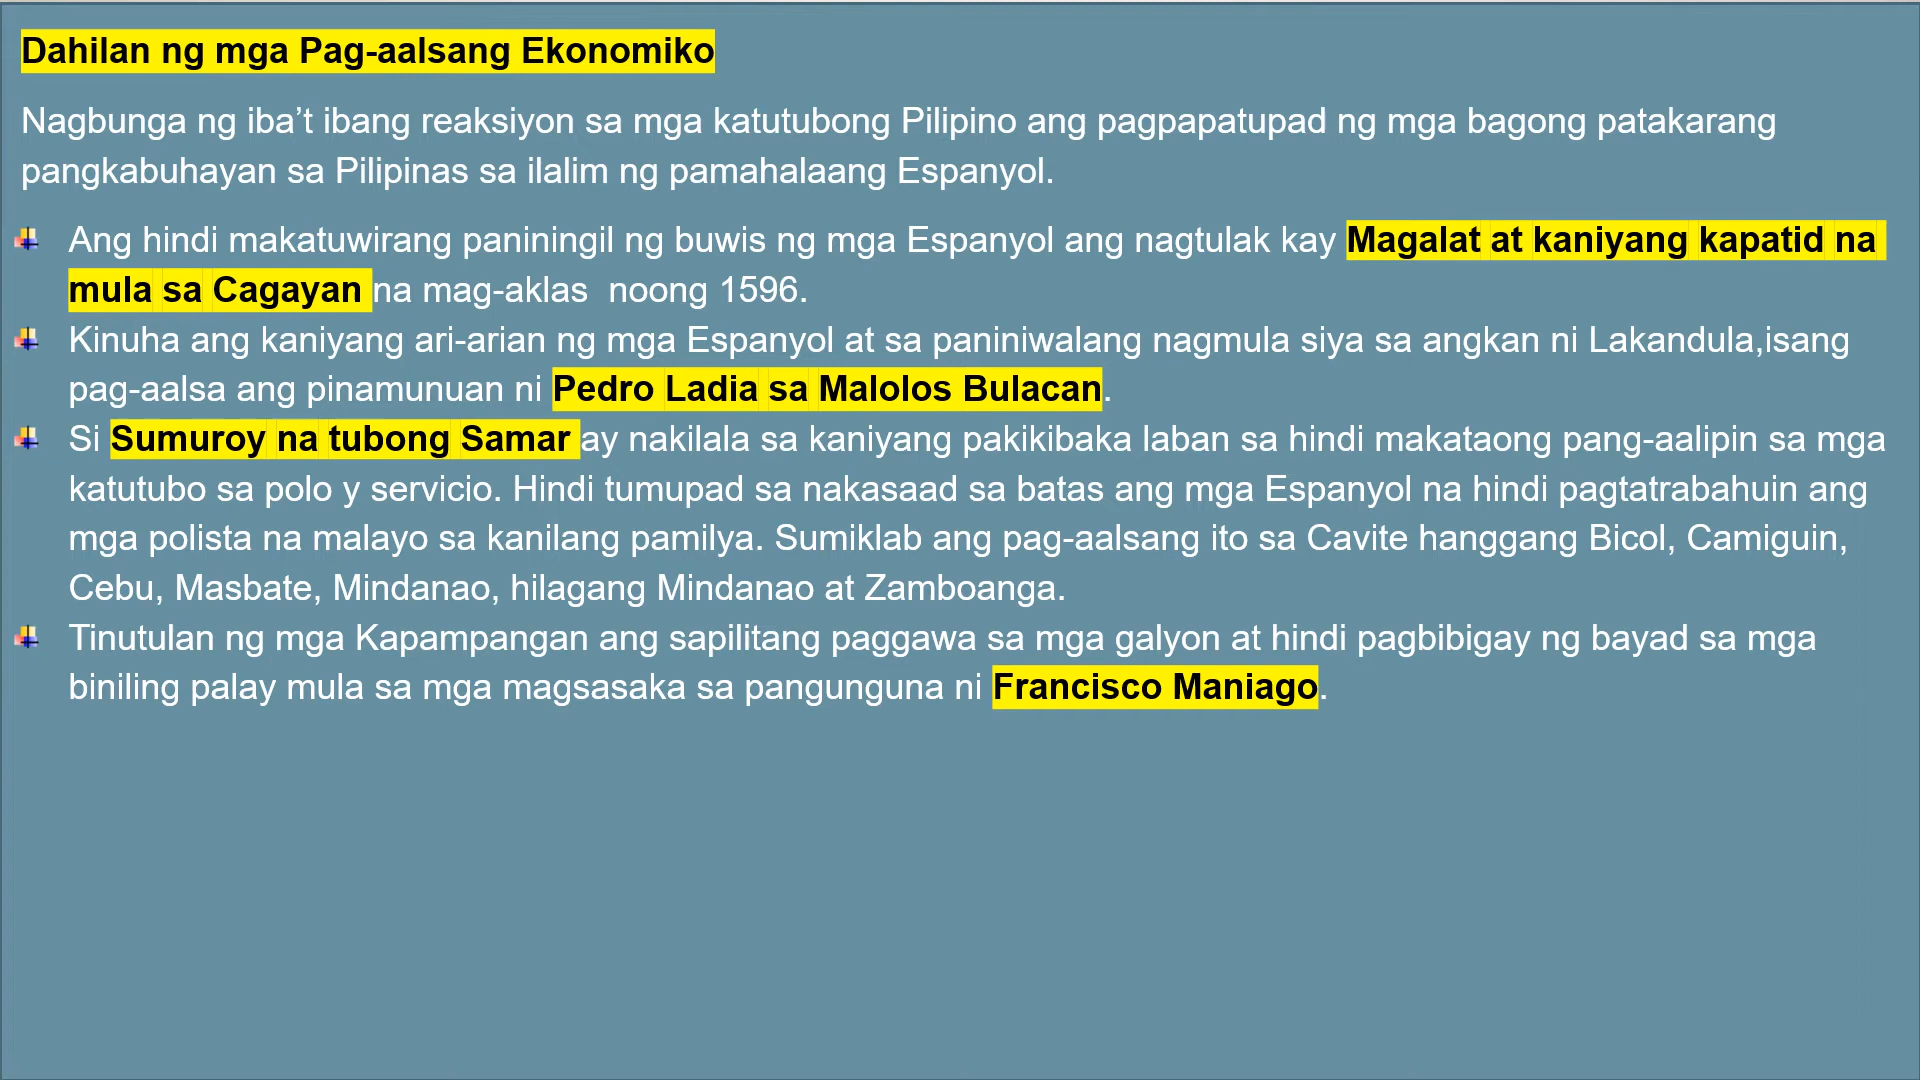 Dahilan ng mga Pag-aalsang Ekonomiko
Nagbunga ng iba’t ibang reaksiyon sa mga katutubong Pilipino ang pagpapatupad ng mga bagong patakarang
pangkabuhayan sa Pilipinas sa ilalim ng pamahalaang Espanyol.
Ang hindi makatuwirang paniningil ng buwis ng mga Espanyol ang nagtulak kay Magalat at kaniyang kapatid na
mula sa Cagayan na mag-aklas  noong 1596.
Kinuha ang kaniyang ari-arian ng mga Espanyol at sa paniniwalang nagmula siya sa angkan ni Lakandula,isang
pag-aalsa ang pinamunuan ni Pedro Ladia sa Malolos Bulacan.
Si Sumuroy na tubong Samar ay nakilala sa kaniyang pakikibaka laban sa hindi makataong pang-aalipin sa mga
katutubo sa polo y servicio. Hindi tumupad sa nakasaad sa batas ang mga Espanyol na hindi pagtatrabahuin ang
mga polista na malayo sa kanilang pamilya. Sumiklab ang pag-aalsang ito sa Cavite hanggang Bicol, Camiguin,
Cebu, Masbate, Mindanao, hilagang Mindanao at Zamboanga.
Tinutulan ng mga Kapampangan ang sapilitang paggawa sa mga galyon at hindi pagbibigay ng bayad sa mga
biniling palay mula sa mga magsasaka sa pangunguna ni Francisco Maniago.